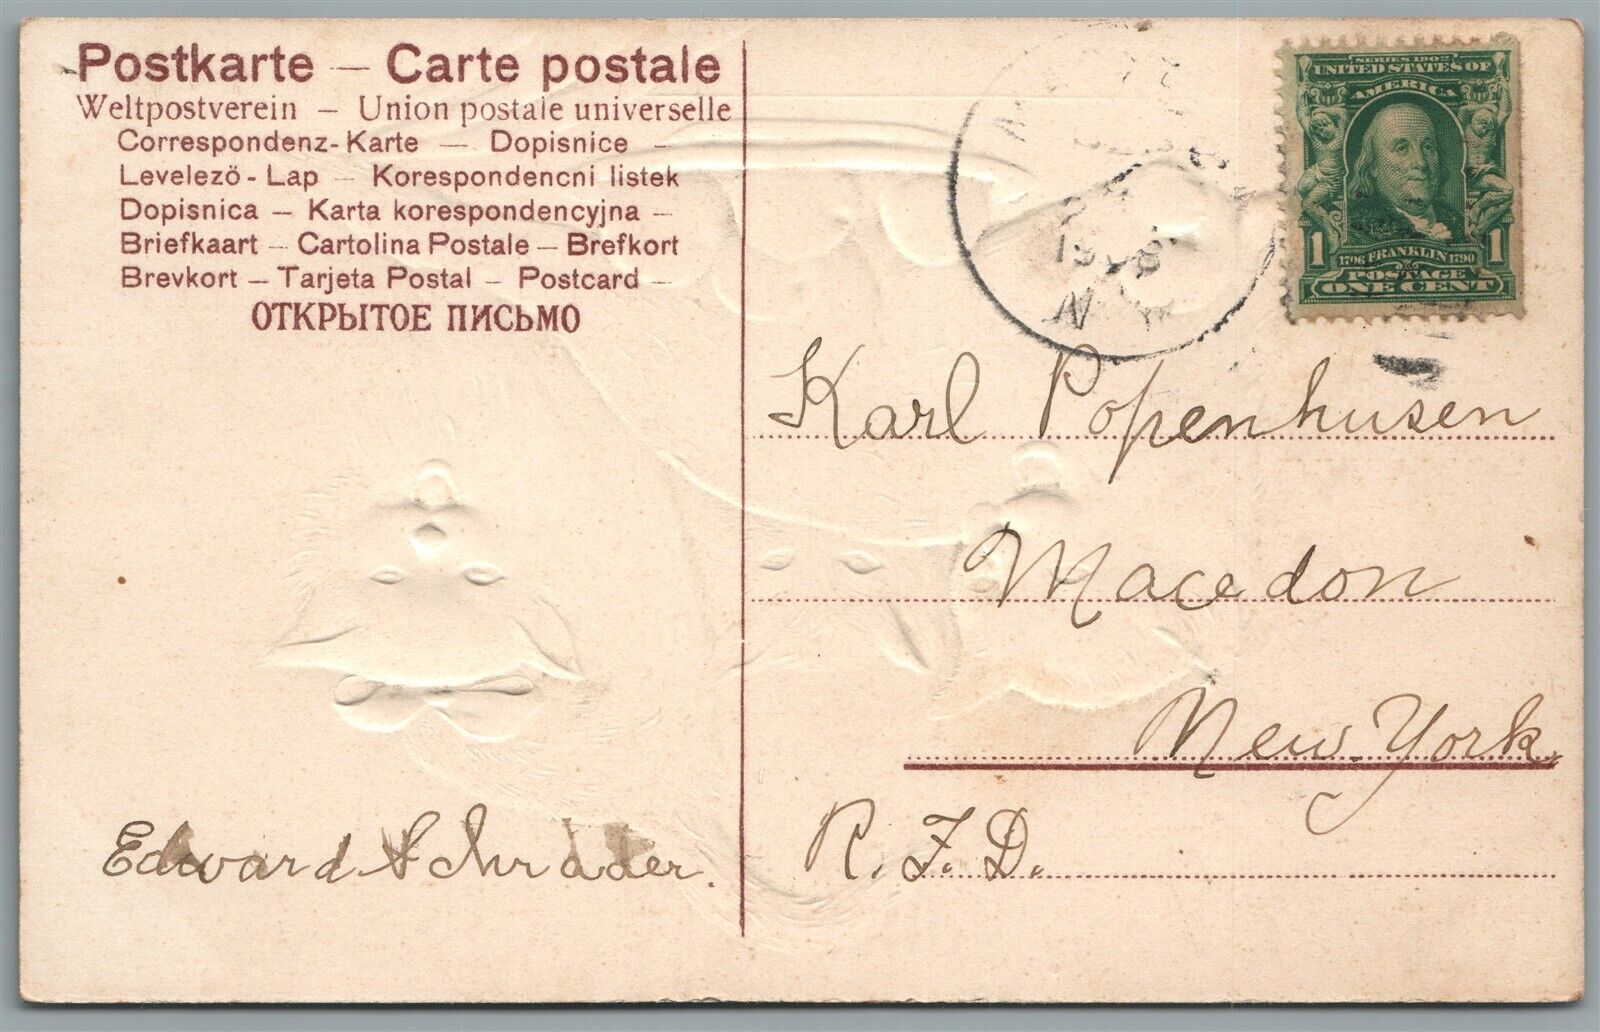 Postkarte — Carte postale
Weltpostverein – Union postale universelle
Correspondenz-Karte — Dopisnice –
Levelezö-Lap – Korespondencni listek
Dopisnica – Karta korespondencyjna –
Briefkaart – Cartolina Postale – Brefkort
Brevkort – Tarjeta Postal – Postcard –
ОТКРЫТОЕ ПИСЬМО
SERIES 1902
UNITED STATES OF
AMERICA
1 1706 FRANKLIN 1790 1
POSTAGE
ONE CENT
N.Y.
Karl Popenhusen
Macedon
New York.
R.F.D.
Edward Schrader.